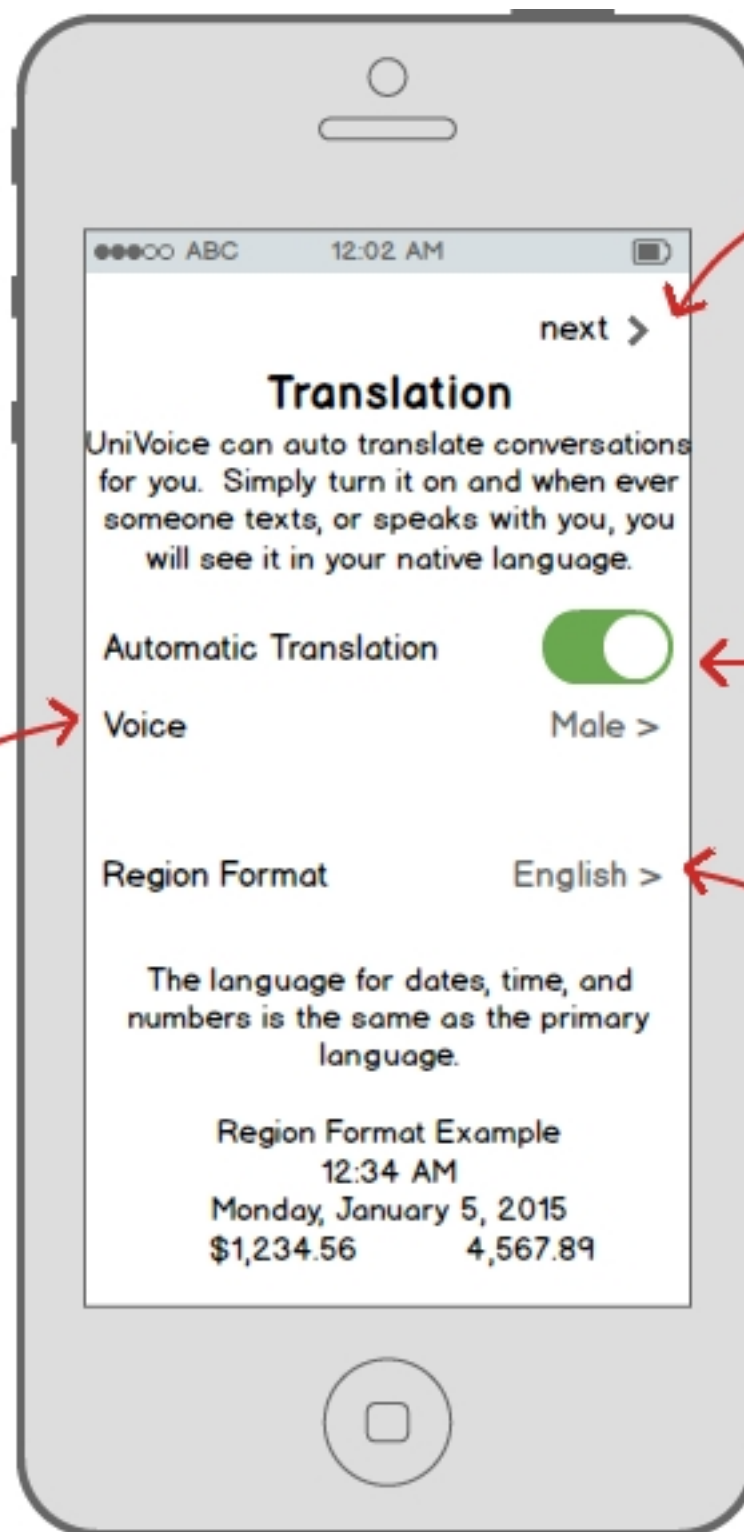 ABC 12:02 AM
next >
Translation
UniVoice can auto translate conversations
for you. Simply turn it on and when ever
someone texts, or speaks with you, you
will see it in your native language.
Automatic Translation
Voice Male >
Region Format English >
The language for dates, time, and
numbers is the same as the primary
language.
Region Format Example
12:34 AM
Monday, January 5, 2015
$1,234.56 4,567.89